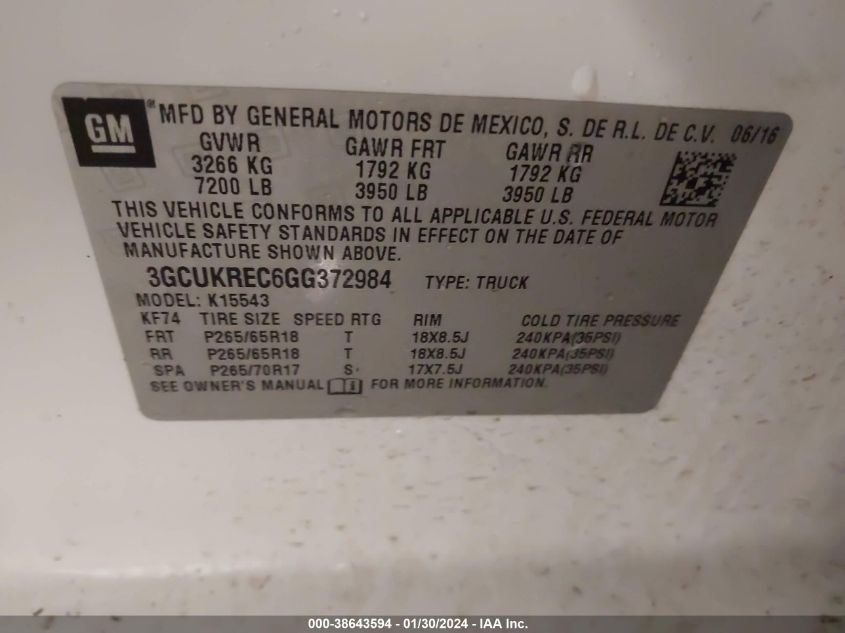 GM
MFD BY GENERAL MOTORS DE MEXICO, S. DE R.L. DE C.V. 06/16
GVWR GAWR FRT GAWR RR
3266 KG 1792 KG 1792 KG
7200 LB 3950 LB 3950 LB
THIS VEHICLE CONFORMS TO ALL APPLICABLE U.S. FEDERAL MOTOR
VEHICLE SAFETY STANDARDS IN EFFECT ON THE DATE OF
MANUFACTURE SHOWN ABOVE.
3GCUKREC6GG372984 TYPE: TRUCK
MODEL: K15543
KF74 TIRE SIZE SPEED RTG RIM COLD TIRE PRESSURE
FRT P265/65R18 T 18X8.5J 240KPA(35PSI)
RR P265/65R18 T 18X8.5J 240KPA(35PSI)
SPA P265/70R17 S 17X7.5J 240KPA(35PSI)
SEE OWNER'S MANUAL FOR MORE INFORMATION.
000-38643594 - 01/30/2024 - IAA Inc.